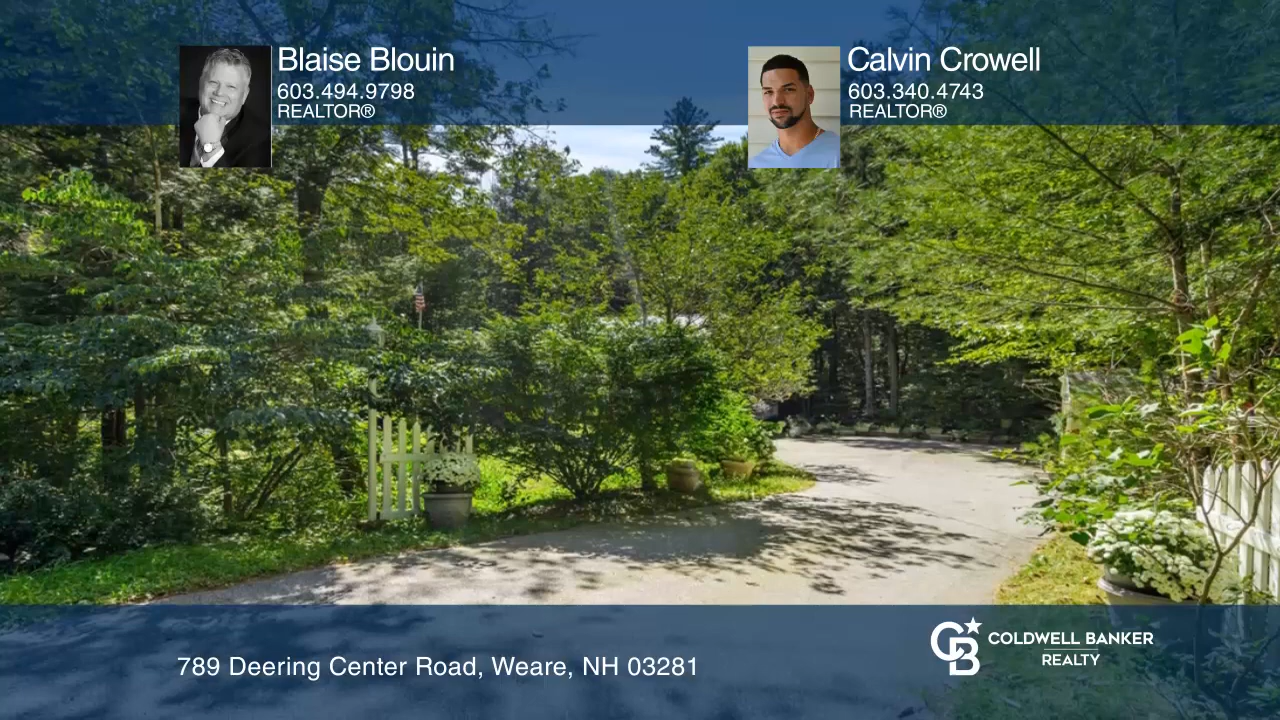 Blaise Blouin
603.494.9798
REALTOR®
Calvin Crowell
603.340.4743
REALTOR®
789 Deering Center Road, Weare, NH 03281
CB
COLDWELL BANKER
REALTY